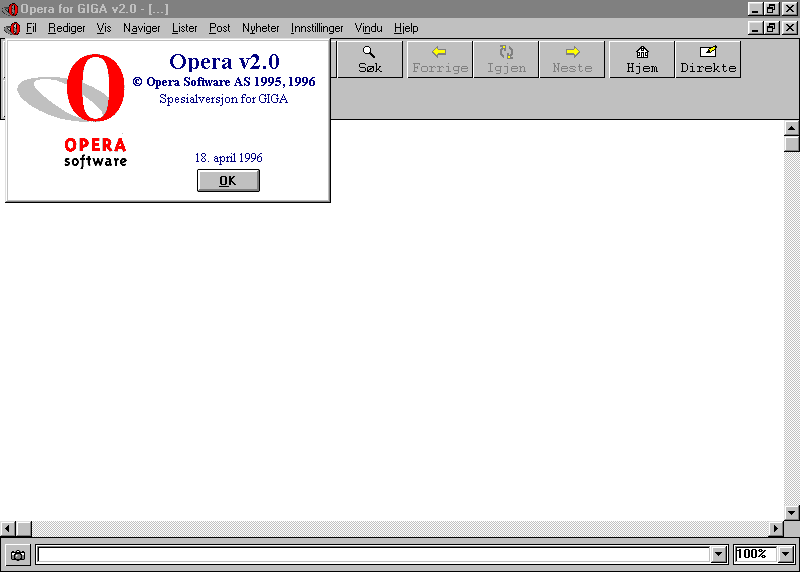 Opera for GIGA v2.0 - [...]
Fil Rediger Vis Naviger Lister Post Nyheter Innstillinger Vindu Hjelp
Opera v2.0
© Opera Software AS 1995, 1996
Spesialversjon for GIGA
OPERA
software
18. april 1996
OK
Søk Forrige Igjen Neste Hjem Direkte
100%